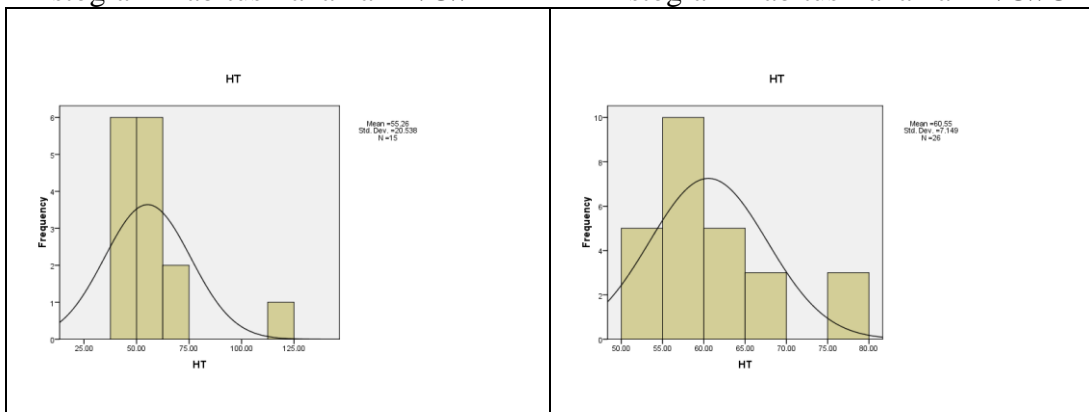 HT
Mean =55,26
Std. Dev. =20,538
N =15
6
5
4
3
2
1
0
Frequency
25,00 50,00 75,00 100,00 125,00
HT
HT
Mean =60,55
Std. Dev. =7,149
N =26
10
8
6
4
2
0
Frequency
50,00 55,00 60,00 65,00 70,00 75,00 80,00
HT